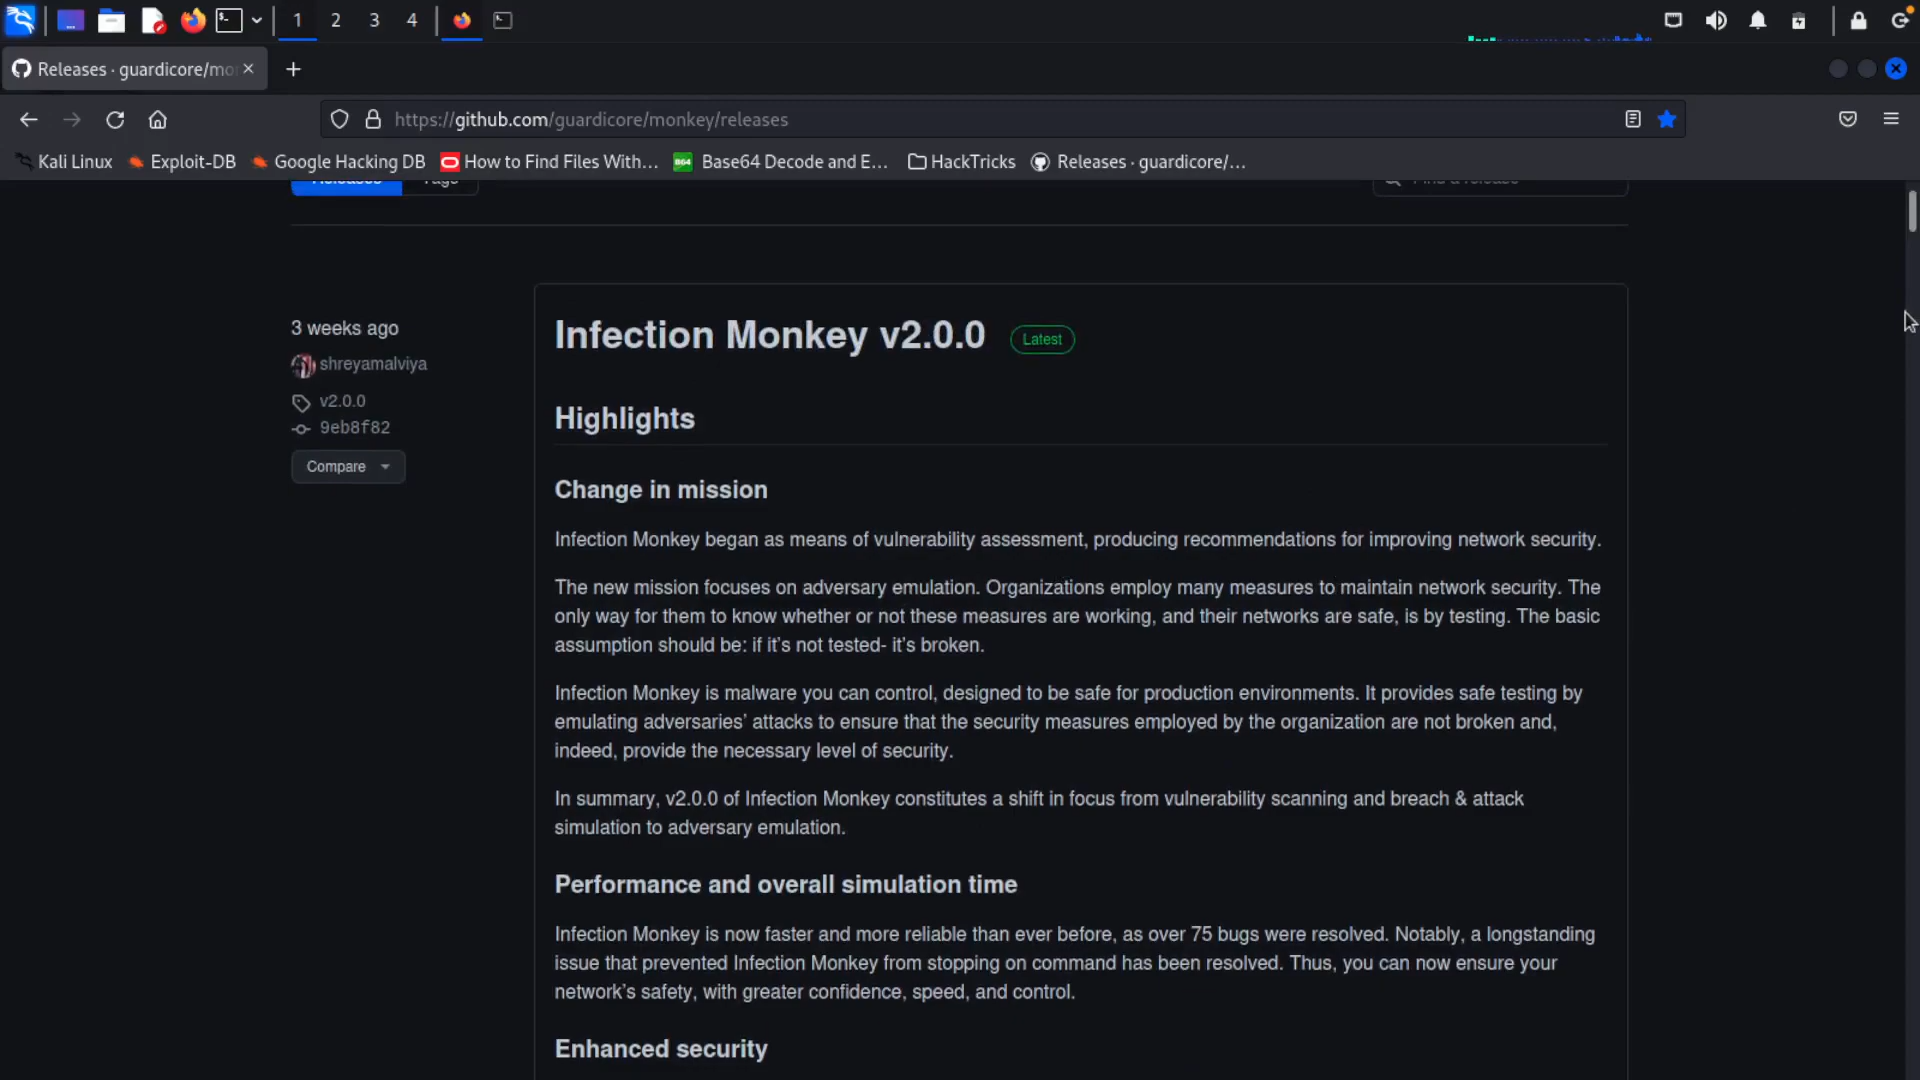 1 2 3 4
Releases · guardicore/mo
https://github.com/guardicore/monkey/releases
Kali Linux Exploit-DB Google Hacking DB How to Find Files With... Base64 Decode and E... HackTricks Releases · guardicore/...
Releases Tags Find a release
3 weeks ago
shreyamalviya
v2.0.0
9eb8f82
Compare
Infection Monkey v2.0.0 Latest
Highlights
Change in mission
Infection Monkey began as means of vulnerability assessment, producing recommendations for improving network security.
The new mission focuses on adversary emulation. Organizations employ many measures to maintain network security. The
only way for them to know whether or not these measures are working, and their networks are safe, is by testing. The basic
assumption should be: if it's not tested- it's broken.
Infection Monkey is malware you can control, designed to be safe for production environments. It provides safe testing by
emulating adversaries' attacks to ensure that the security measures employed by the organization are not broken and,
indeed, provide the necessary level of security.
In summary, v2.0.0 of Infection Monkey constitutes a shift in focus from vulnerability scanning and breach & attack
simulation to adversary emulation.
Performance and overall simulation time
Infection Monkey is now faster and more reliable than ever before, as over 75 bugs were resolved. Notably, a longstanding
issue that prevented Infection Monkey from stopping on command has been resolved. Thus, you can now ensure your
network's safety, with greater confidence, speed, and control.
Enhanced security